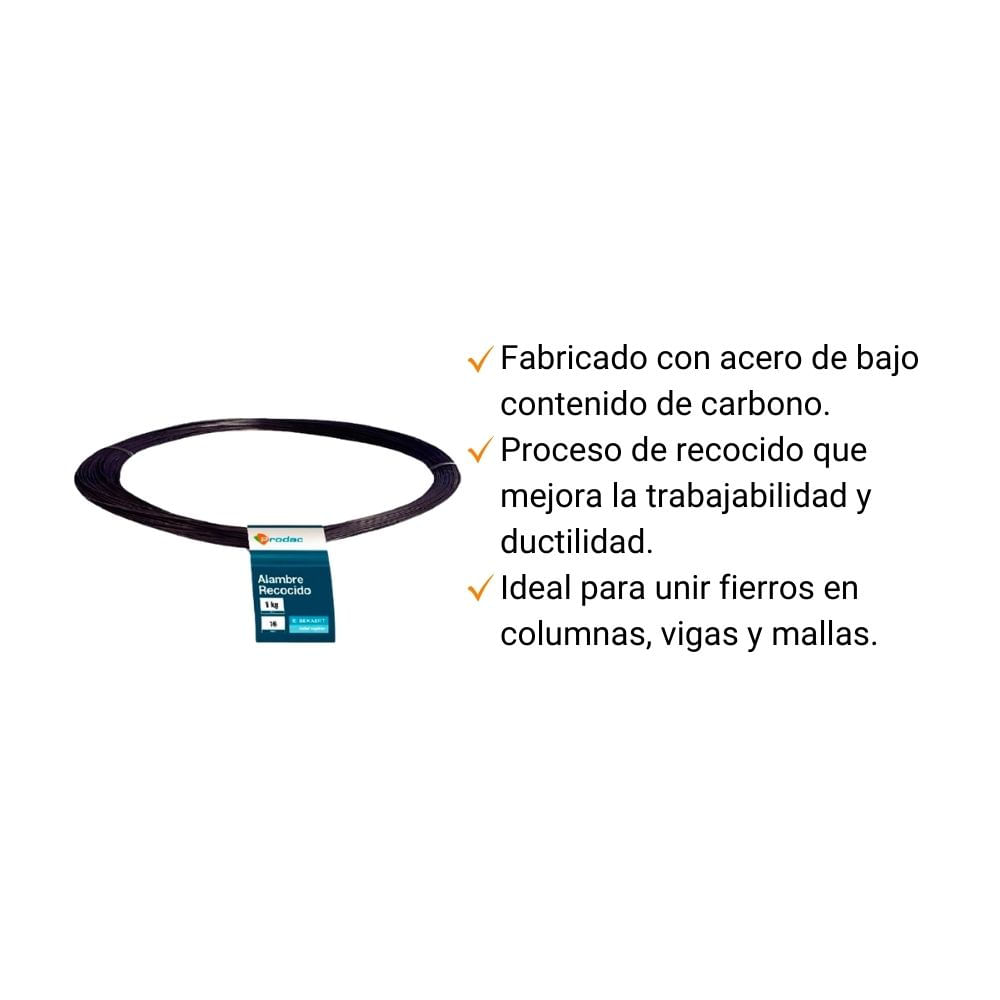 Fabricado con acero de bajo
contenido de carbono.
Proceso de recocido que
mejora la trabajabilidad y
ductilidad.
Ideal para unir fierros en
columnas, vigas y mallas.
Prodac
Alambre
Recocido
1 kg
16
BEKAERT